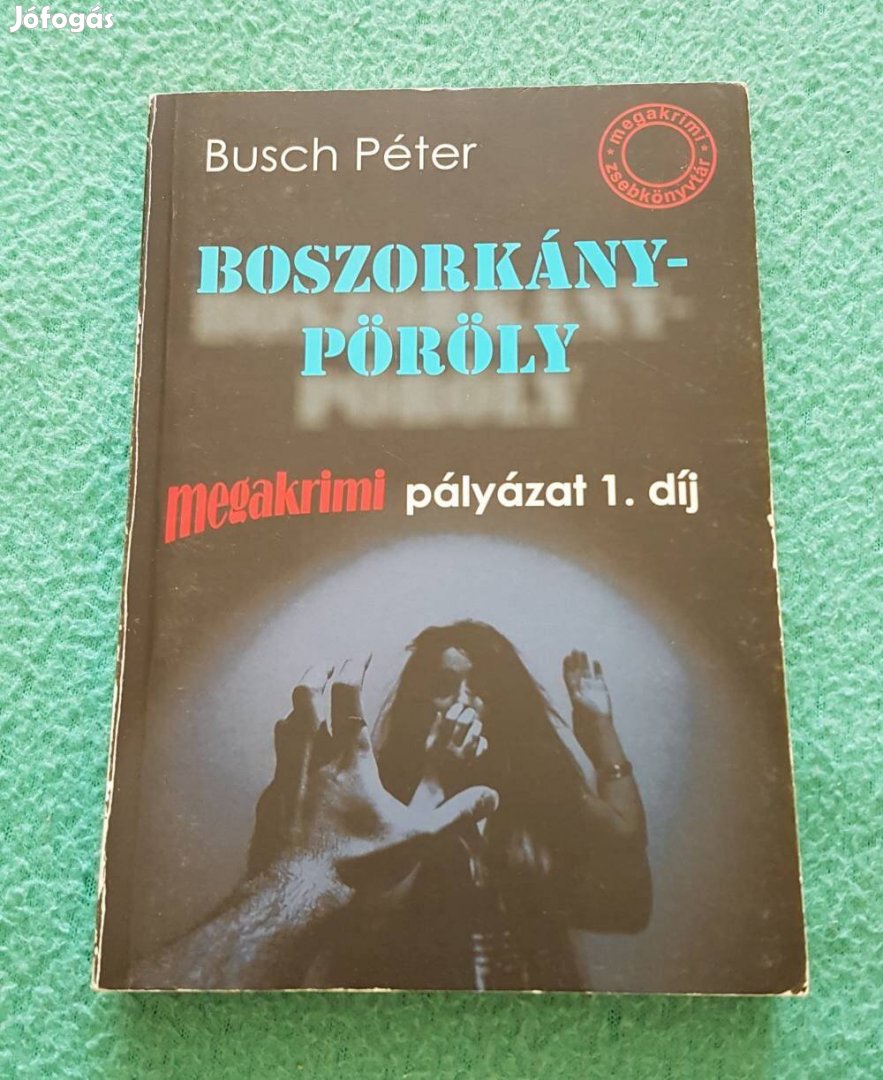 Jófogás
Busch Péter
megakrimi
zsebkönyvtár
BOSZORKÁNY-
PÖRÖLY
megakrimi pályázat 1. díj